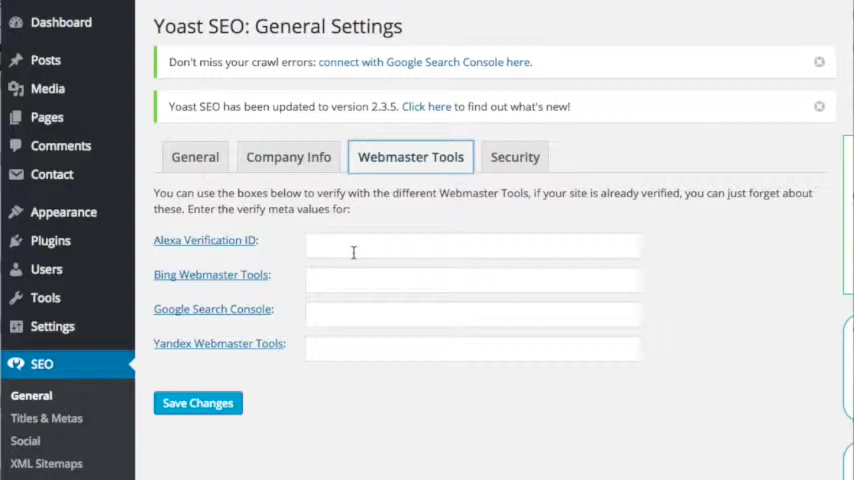 Dashboard
Posts
Media
Pages
Comments
Contact
Appearance
Plugins
Users
Tools
Settings
SEO
General
Titles & Metas
Social
XML Sitemaps
Yoast SEO: General Settings
Don't miss your crawl errors: connect with Google Search Console here.
Yoast SEO has been updated to version 2.3.5. Click here to find out what's new!
General Company Info Webmaster Tools Security
You can use the boxes below to verify with the different Webmaster Tools, if your site is already verified, you can just forget about
these. Enter the verify meta values for:
Alexa Verification ID:
Bing Webmaster Tools:
Google Search Console:
Yandex Webmaster Tools:
Save Changes